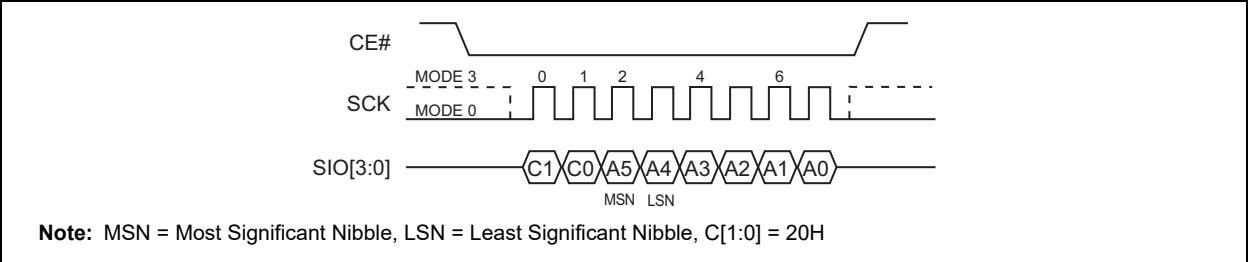 CE#
MODE 3 0 1 2 4 6
SCK
MODE 0
SIO[3:0] C1 C0 A5 A4 A3 A2 A1 A0
MSN LSN
Note: MSN = Most Significant Nibble, LSN = Least Significant Nibble, C[1:0] = 20H